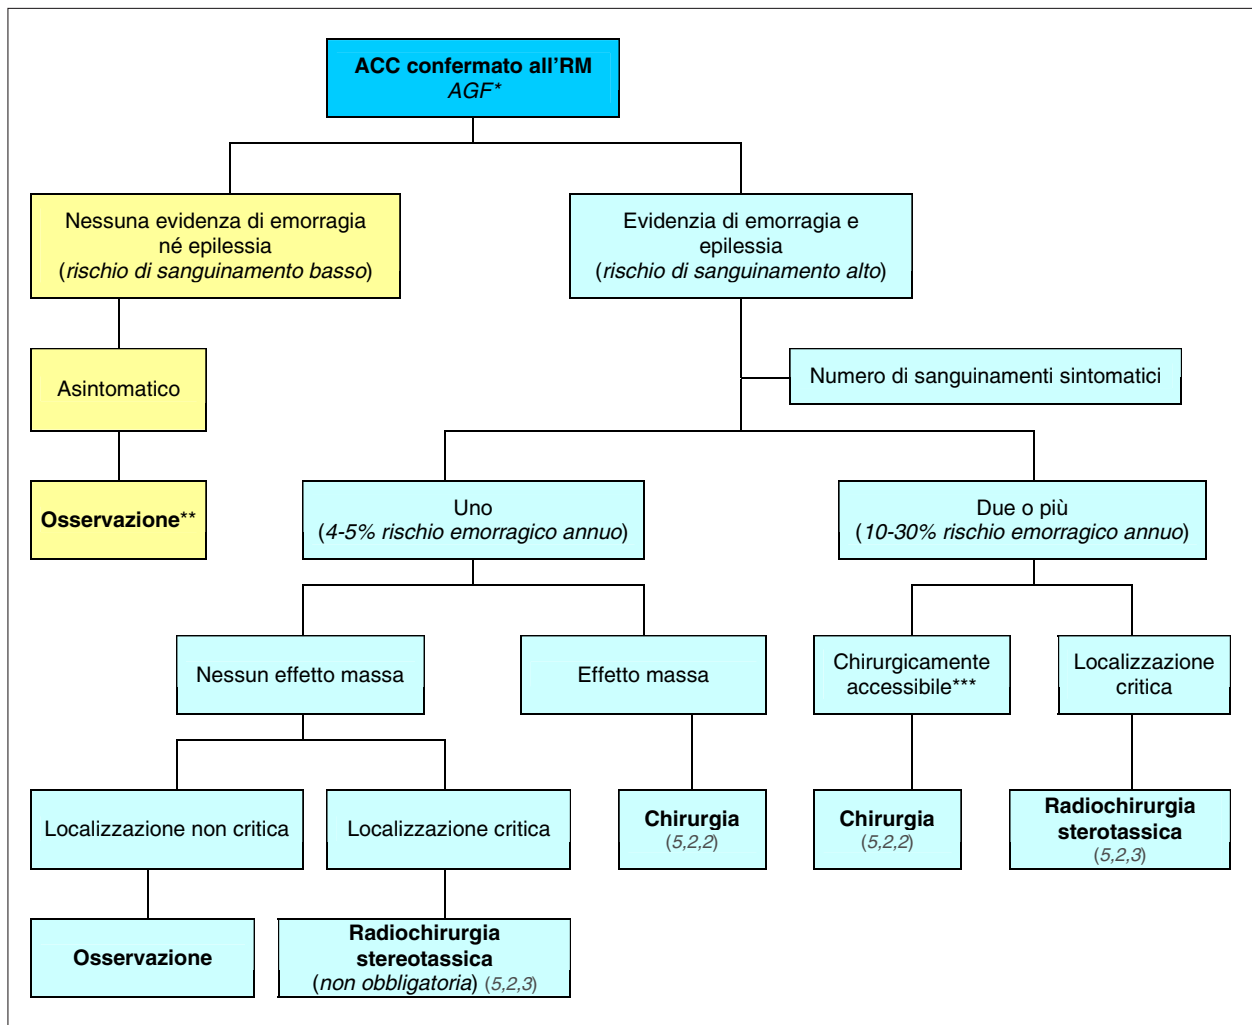 ACC confermato all'RM
AGF*
Nessuna evidenza di emorragia
né epilessia
(rischio di sanguinamento basso)
Evidenzia di emorragia e
epilessia
(rischio di sanguinamento alto)
Asintomatico
Numero di sanguinamenti sintomatici
Osservazione**
Uno
(4-5% rischio emorragico annuo)
Due o più
(10-30% rischio emorragico annuo)
Nessun effetto massa
Effetto massa
Chirurgicamente
accessibile***
Localizzazione
critica
Localizzazione non critica
Localizzazione critica
Chirurgia
(5,2,2)
Chirurgia
(5,2,2)
Radiochirurgia
sterotassica
(5,2,3)
Osservazione
Radiochirurgia
stereotassica
(non obbligatoria) (5,2,3)